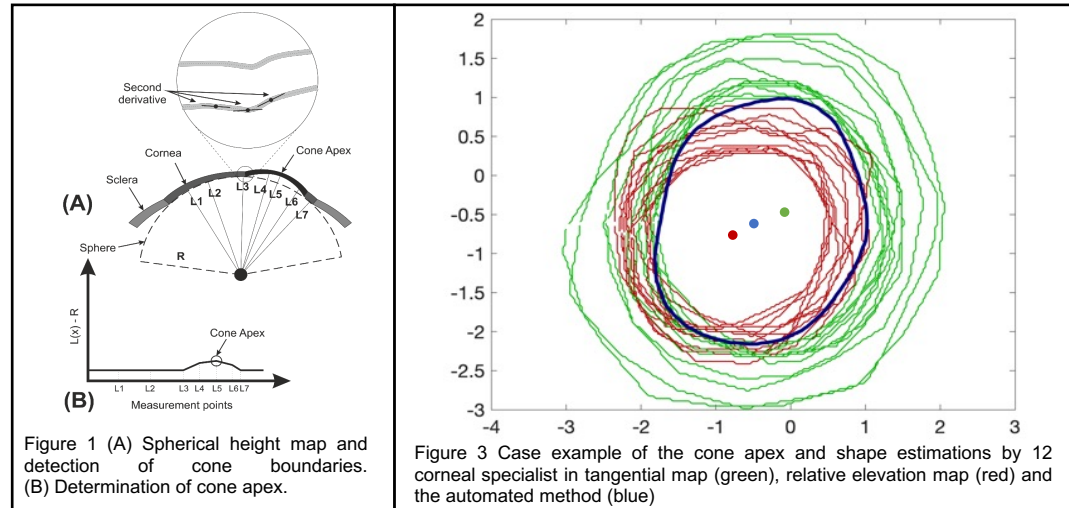 Second
derivative
Cornea
Cone Apex
Sclera
L3
L4
L2
L5
L1
L6
(A)
L7
Sphere
R
L(x) - R
Cone Apex
L1 L2 L3 L4 L5 L6 L7
(B)
Measurement points
Figure 1 (A) Spherical height map and
detection of cone boundaries.
(B) Determination of cone apex.
2
1.5
1
0.5
0
-0.5
-1
-1.5
-2
-2.5
-3
-4 -3 -2 -1 0 1 2 3
Figure 3 Case example of the cone apex and shape estimations by 12
corneal specialist in tangential map (green), relative elevation map (red) and
the automated method (blue)